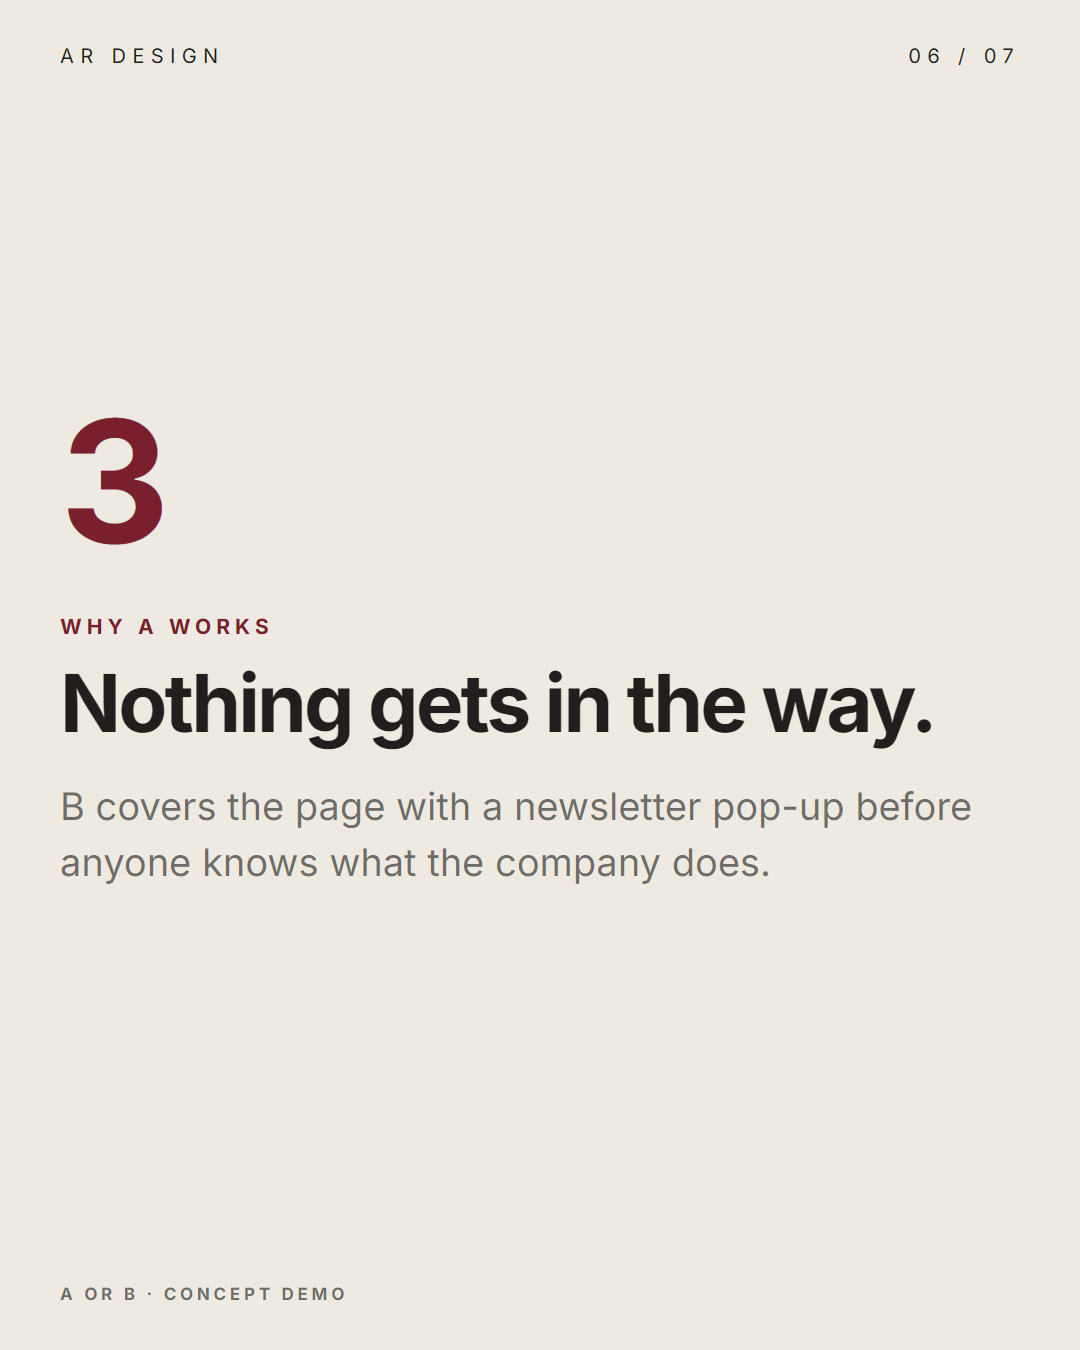 AR DESIGN
06 / 07
3
WHY A WORKS
Nothing gets in the way.
B covers the page with a newsletter pop-up before
anyone knows what the company does.
A OR B · CONCEPT DEMO